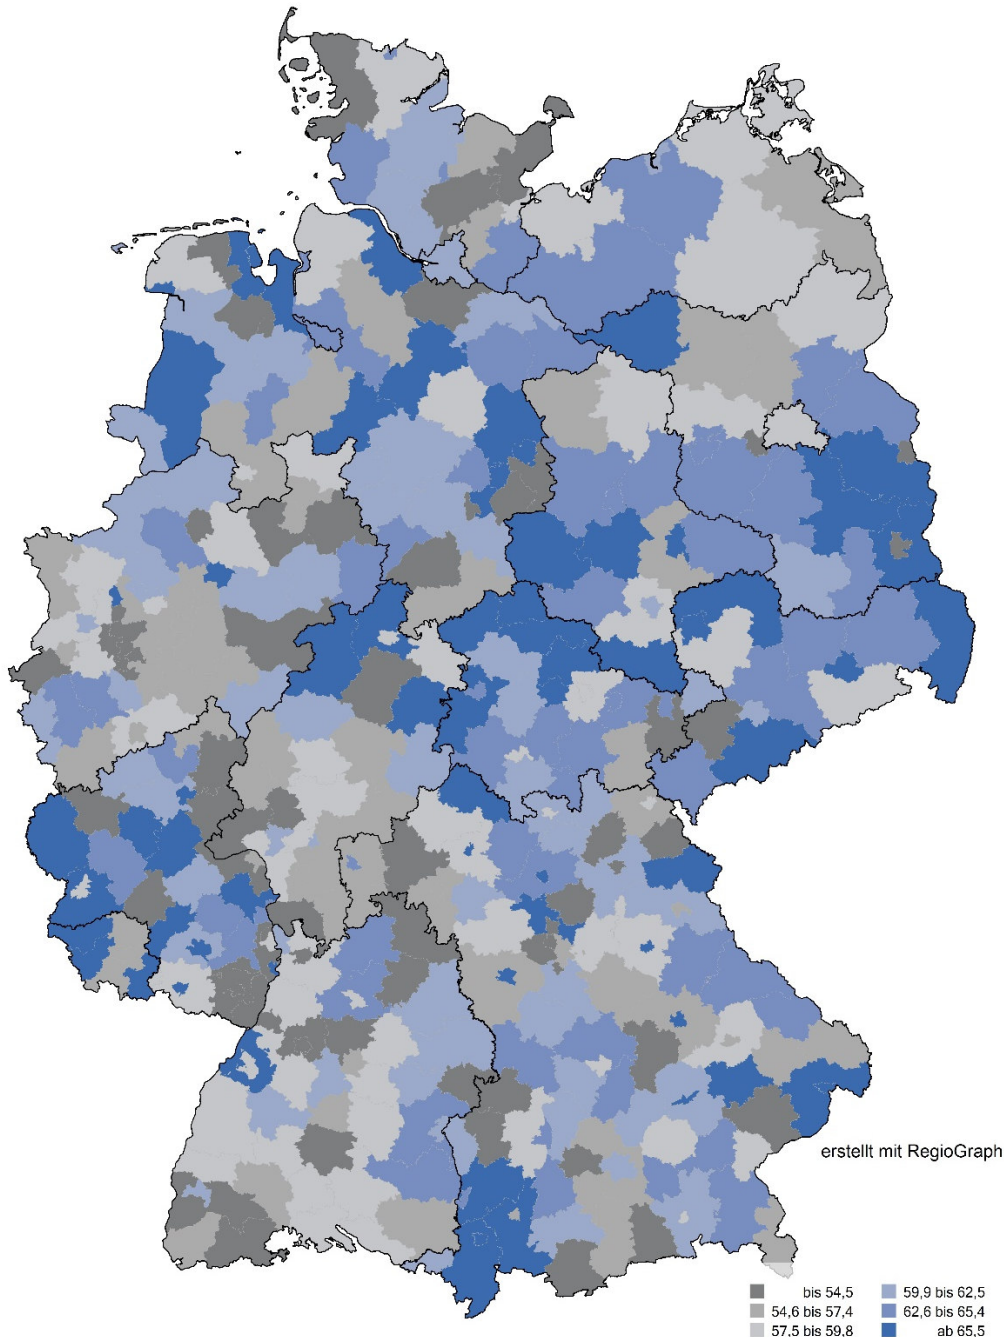 erstellt mit RegioGraph
bis 54,5
54,6 bis 57,4
57,5 bis 59,8
59,9 bis 62,5
62,6 bis 65,4
ab 65,5